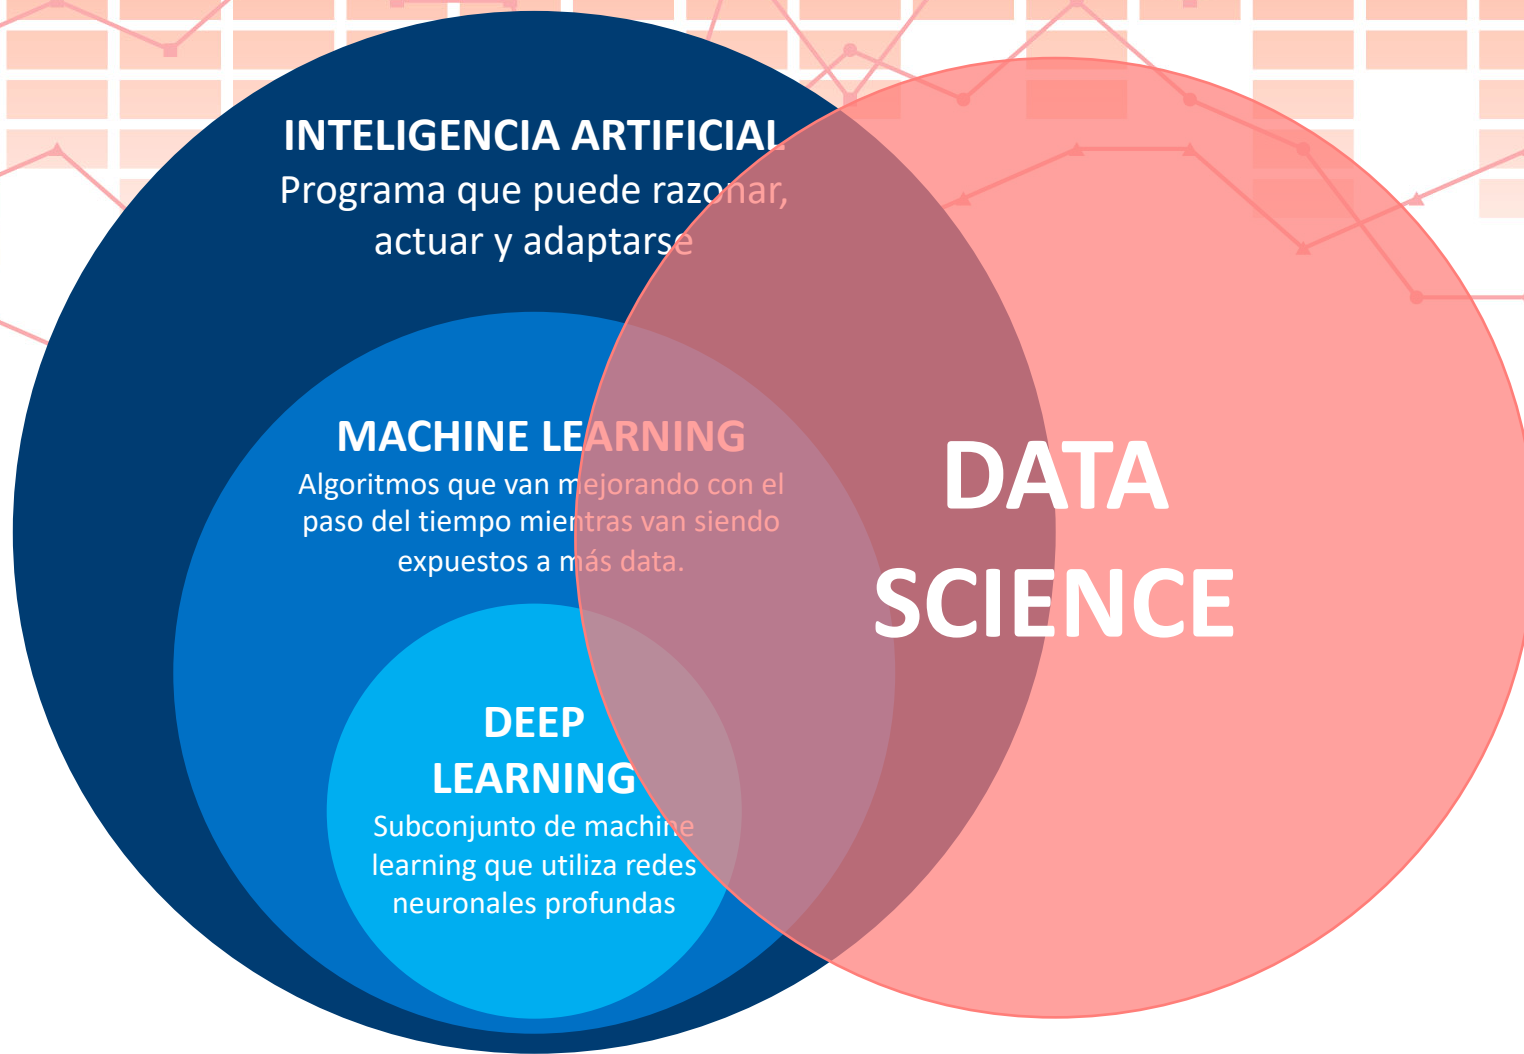 INTELIGENCIA ARTIFICIAL
Programa que puede razonar,
actuar y adaptarse
MACHINE LEARNING
Algoritmos que van mejorando con el
paso del tiempo mientras van siendo
expuestos a más data.
DEEP
LEARNING
Subconjunto de machine
learning que utiliza redes
neuronales profundas
DATA
SCIENCE